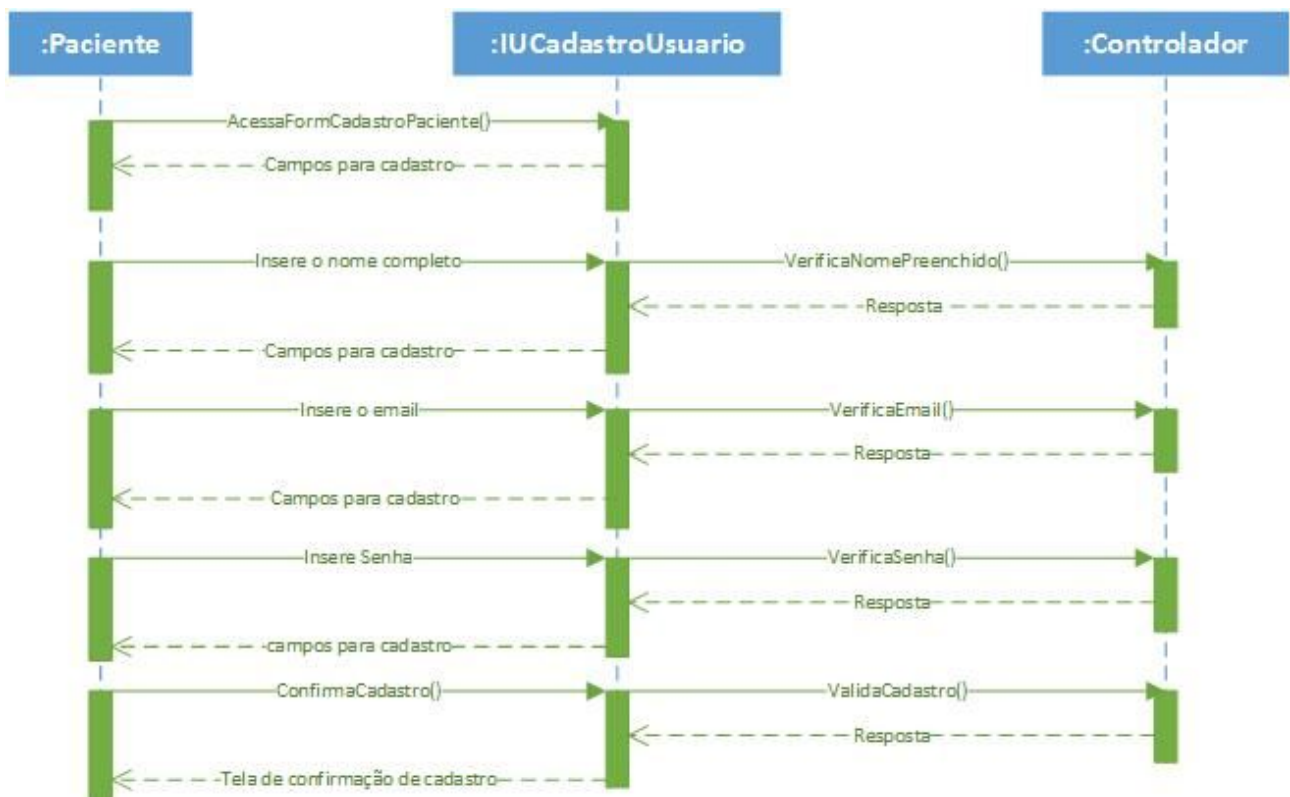 :Paciente
:IUCadastroUsuario
:Controlador
AcessaFormCadastroPaciente()
Campos para cadastro
Insere o nome completo
VerificaNomePreenchido()
Resposta
Campos para cadastro
Insere o email
VerificaEmail()
Resposta
Campos para cadastro
Insere Senha
VerificaSenha()
Resposta
campos para cadastro
ConfirmaCadastro()
ValidaCadastro()
Resposta
Tela de confirmação de cadastro